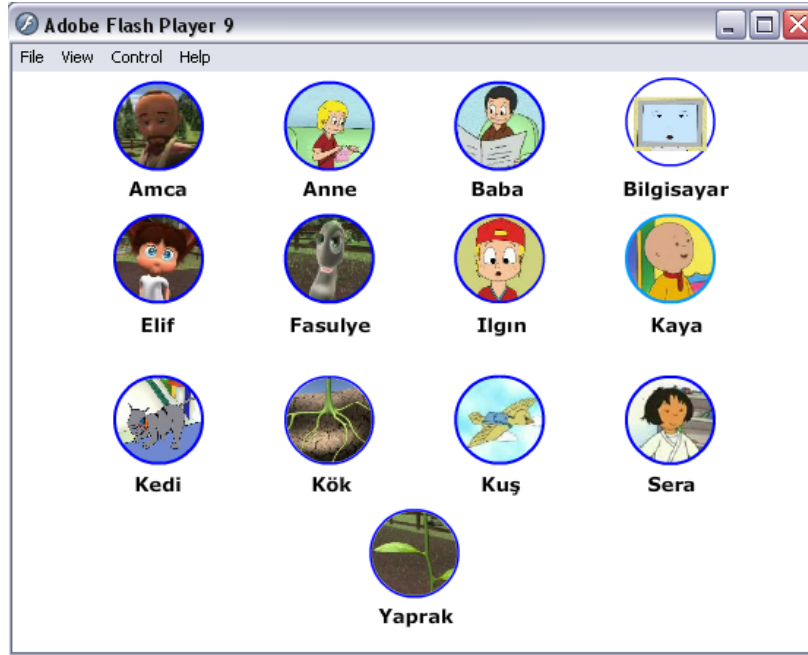 Adobe Flash Player 9
File View Control Help
Amca Anne Baba Bilgisayar
Elif Fasulye Ilgın Kaya
Kedi Kök Kuş Sera
Yaprak